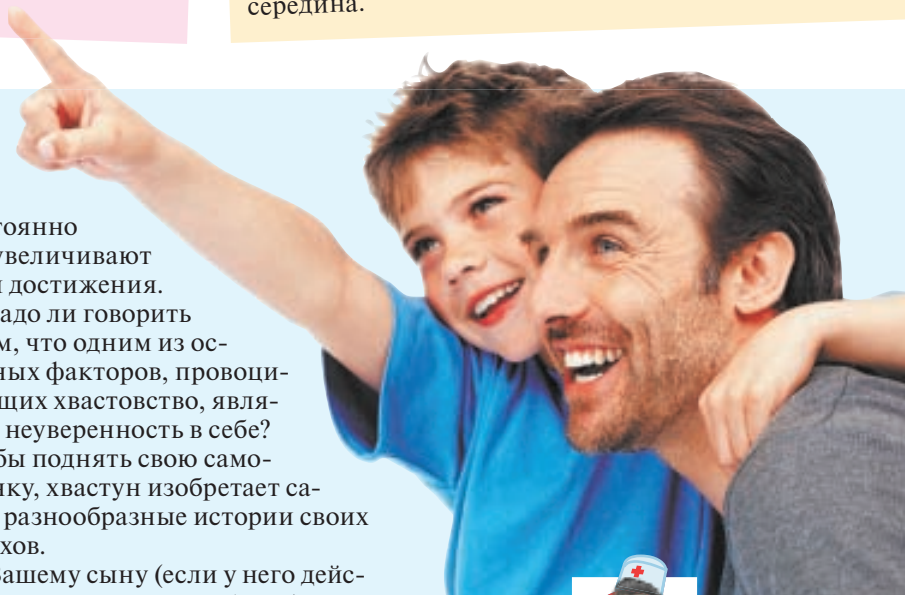 середина.
тоянно
увеличивают
достижения.
адо ли говорить
м, что одним из ос-
ных факторов, провоци-
щих хвастовство, явля-
неуверенность в себе?
бы поднять свою само-
нку, хвастун изобретает са-
разнообразные истории своих
хов.
Вашему сыну (если у него дейс-